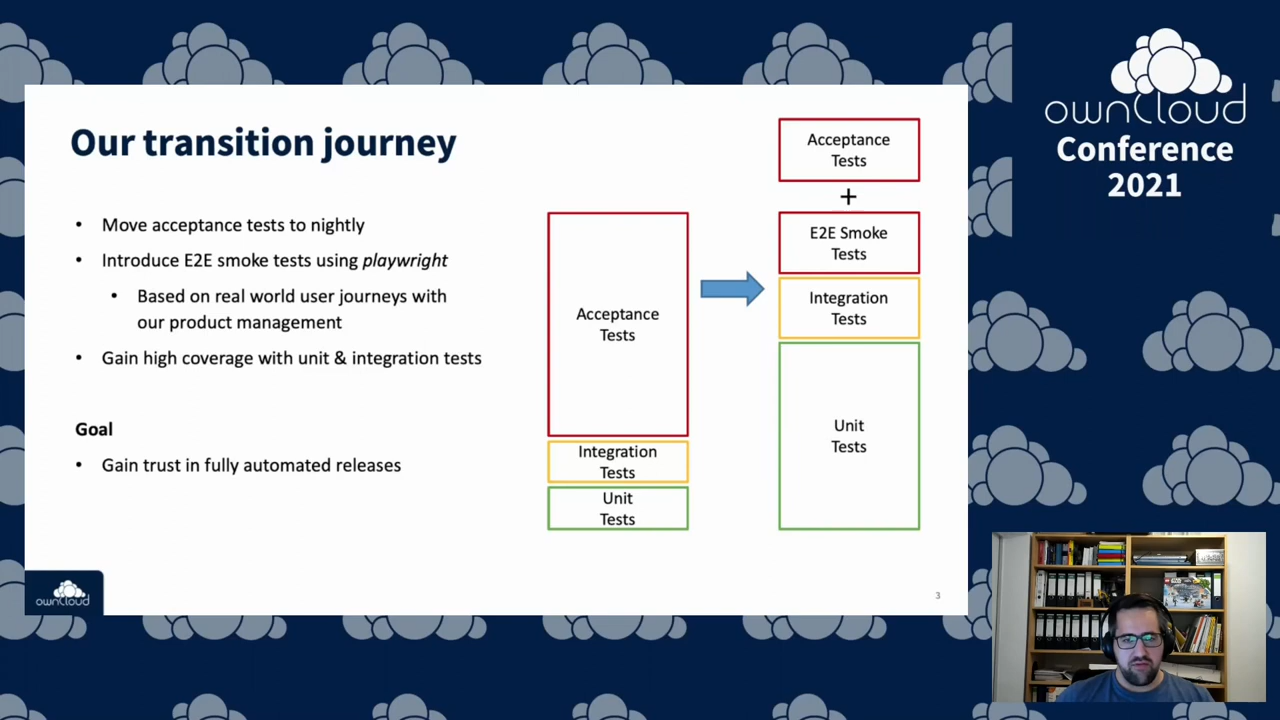 ownCloud
Conference
2021
Our transition journey
• Move acceptance tests to nightly
• Introduce E2E smoke tests using playwright
• Based on real world user journeys with
our product management
• Gain high coverage with unit & integration tests
Goal
• Gain trust in fully automated releases
Acceptance
Tests
Integration
Tests
Unit
Tests
Acceptance
Tests
+
E2E Smoke
Tests
Integration
Tests
Unit
Tests
ownCloud
3